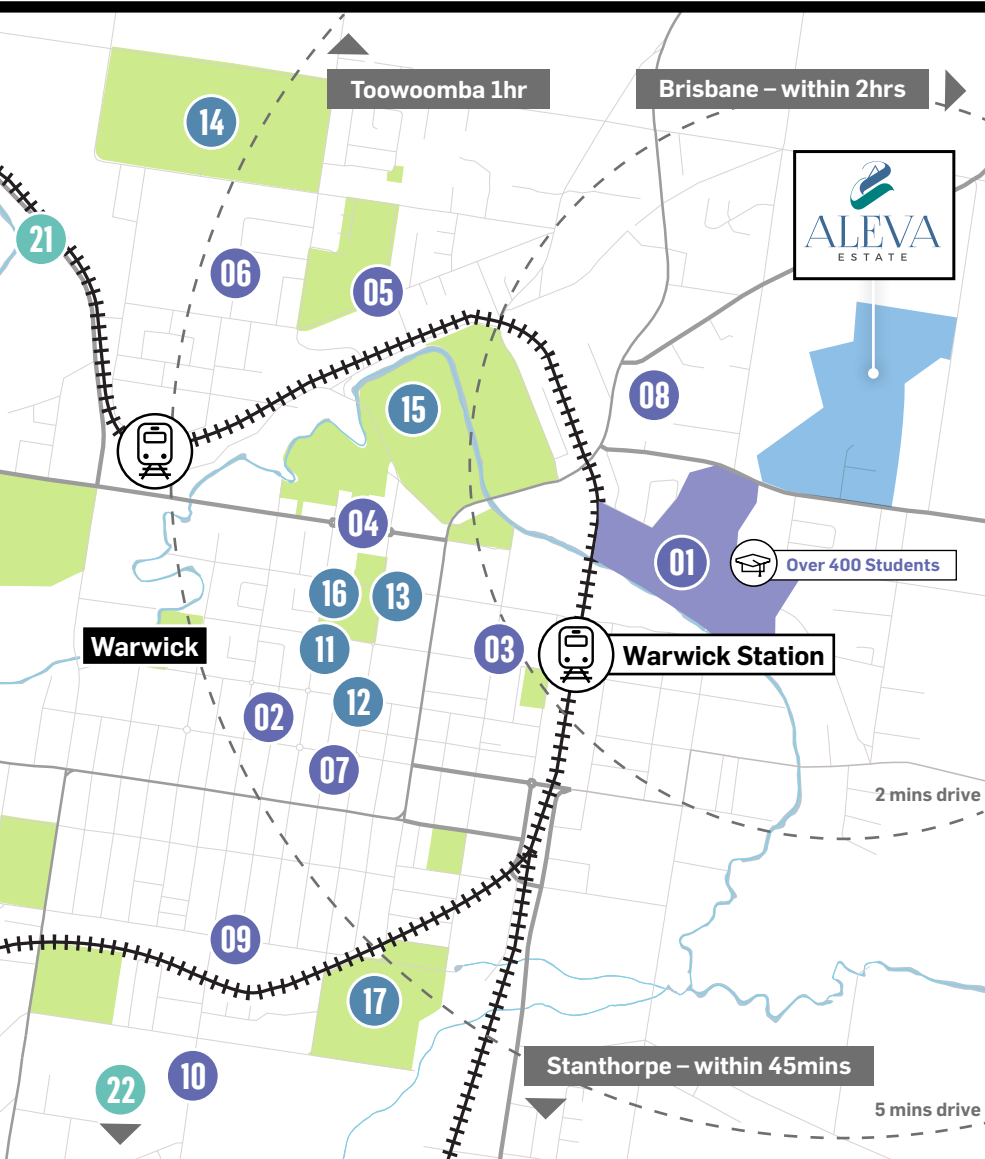 Toowoomba 1hr
Brisbane – within 2hrs
14
ALEVA
ESTATE
21
06
05
08
15
04
01
Over 400 Students
16
13
11
03
Warwick
Warwick Station
12
02
07
2 mins drive
09
17
Stanthorpe – within 45mins
10
22
5 mins drive